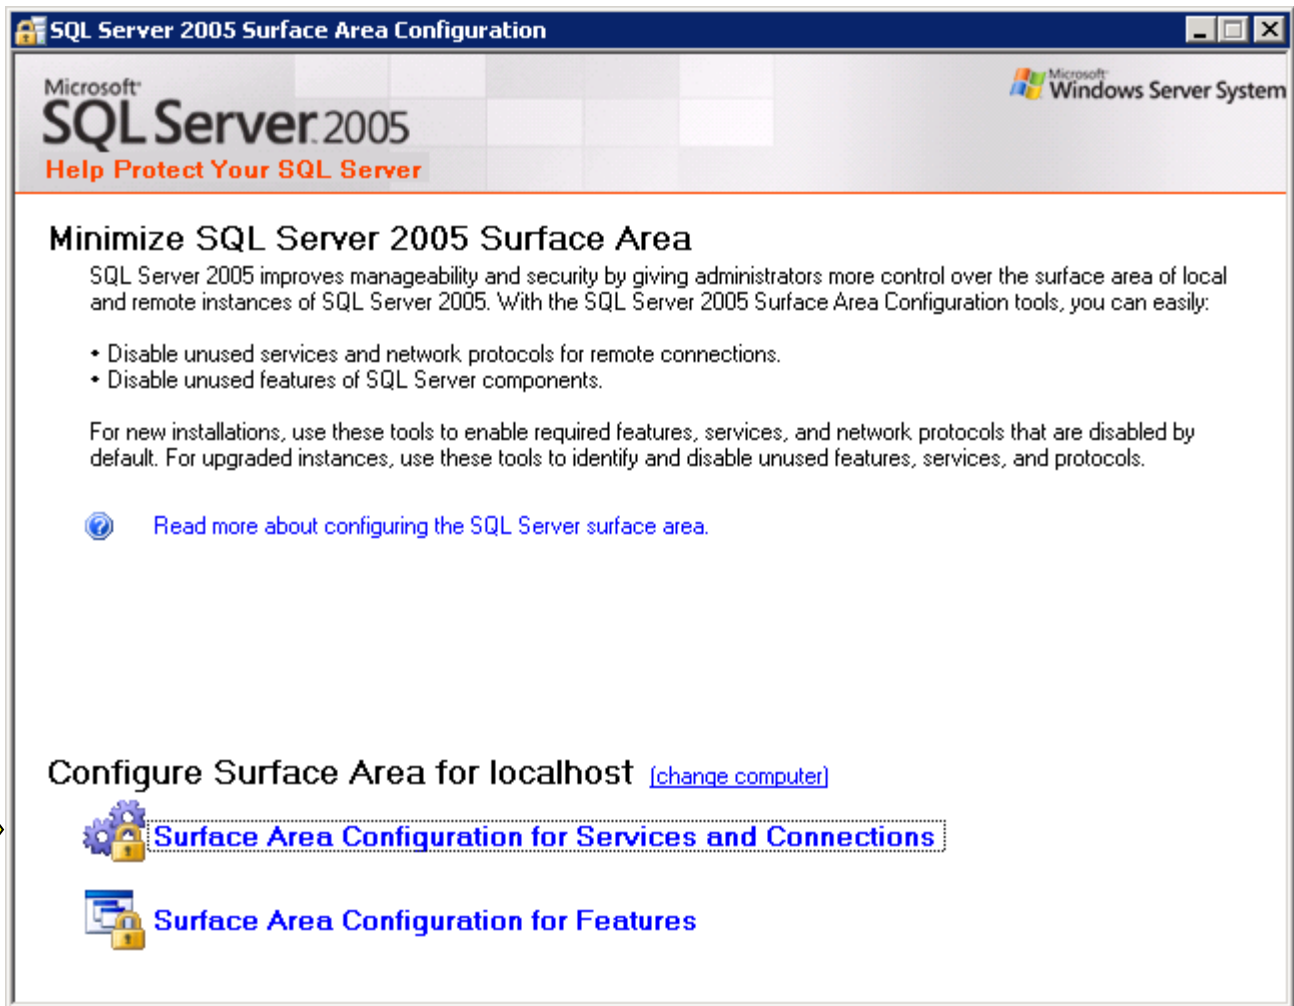 SQL Server 2005 Surface Area Configuration
Microsoft
Windows Server System
Microsoft
SQL Server 2005
Help Protect Your SQL Server
Minimize SQL Server 2005 Surface Area
SQL Server 2005 improves manageability and security by giving administrators more control over the surface area of local
and remote instances of SQL Server 2005. With the SQL Server 2005 Surface Area Configuration tools, you can easily:
• Disable unused services and network protocols for remote connections.
• Disable unused features of SQL Server components.
For new installations, use these tools to enable required features, services, and network protocols that are disabled by
default. For upgraded instances, use these tools to identify and disable unused features, services, and protocols.
Read more about configuring the SQL Server surface area.
Configure Surface Area for localhost (change computer)
Surface Area Configuration for Services and Connections
Surface Area Configuration for Features